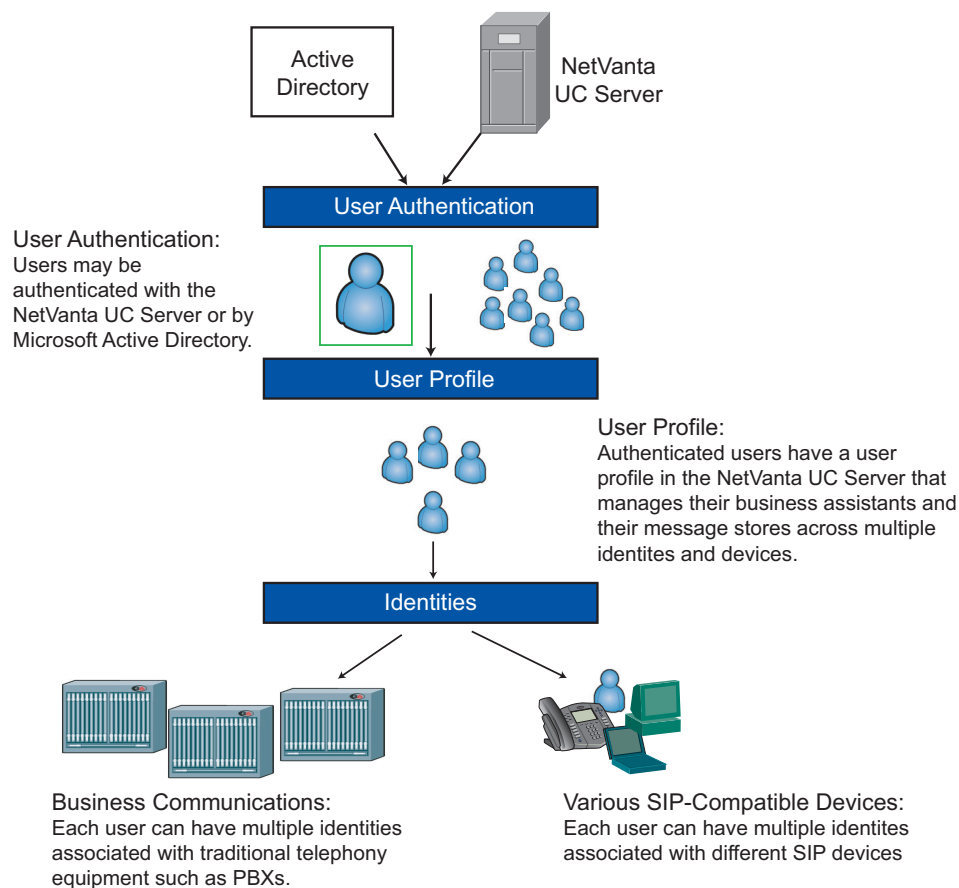 Active
Directory
NetVanta
UC Server
User Authentication
User Authentication:
Users may be
authenticated with the
NetVanta UC Server or by
Microsoft Active Directory.
User Profile
User Profile:
Authenticated users have a user
profile in the NetVanta UC Server that
manages their business assistants and
their message stores across multiple
identites and devices.
Identities
Business Communications:
Each user can have multiple identities
associated with traditional telephony
equipment such as PBXs.
Various SIP-Compatible Devices:
Each user can have multiple identites
associated with different SIP devices